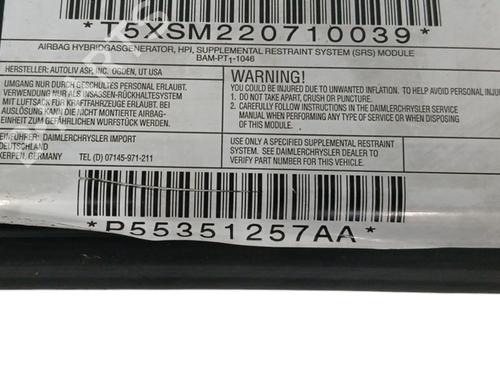 *T5XSM220710039*
AIRBAG HYBRIDGASGENERATOR, HPI, SUPPLEMENTAL RESTRAINT SYSTEM (SRS) MODULE
BAM-PT1-1046
HERSTELLER: AUTOLIV ASP, INC. OGDEN, UT USA
UMGANG NUR DURCH GESCHULTES PERSONAL ERLAUBT.
VERWENDUNG NUR ALS INSASSEN-RÜCKHALTESYSTEM
MIT LUFTSACK FÜR KRAFTFAHRZEUGE ERLAUBT. BEI
AUSLÖSUNG KANN DIE NICHT MONTIERTE AIRBAG-
EINHEIT ZU GEFÄHRLICHEN WURFSTÜCK WERDEN.
EINFÜHRER: DAIMLERCHRYSLER IMPORT
DEUTSCHLAND
KERPEN, GERMANY TEL (D) 07145-971-211
WARNING!
YOU COULD BE INJURED DUE TO UNWANTED INFLATION. TO HELP AVOID PERSONAL
1. DO NOT TAKE APART, CRUSH OR PUNCTURE.
2. CAREFULLY FOLLOW INSTRUCTIONS IN THE DAIMLERCHRYSLER SERVICE
MANUAL WHEN PERFORMING ANY TYPE OF SERVICE OR WHEN DISPOSING
OF THIS MODULE.
USE ONLY A SPECIFIED SUPPLEMENTAL RESTRAINT
SYSTEM. SEE DAIMLERCHRYSLER DEALER TO
VERIFY PART NUMBER FOR THIS VEHICLE.
*P55351257AA*